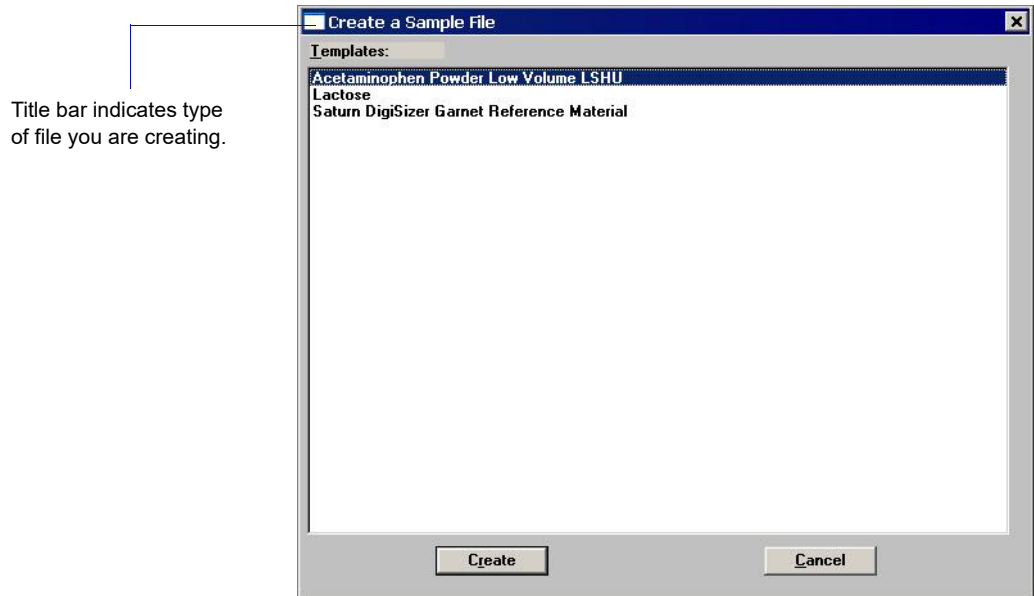 Create a Sample File
Templates:
Acetaminophen Powder Low Volume LSHU
Lactose
Saturn DigiSizer Garnet Reference Material
Title bar indicates type
of file you are creating.
Create
Cancel